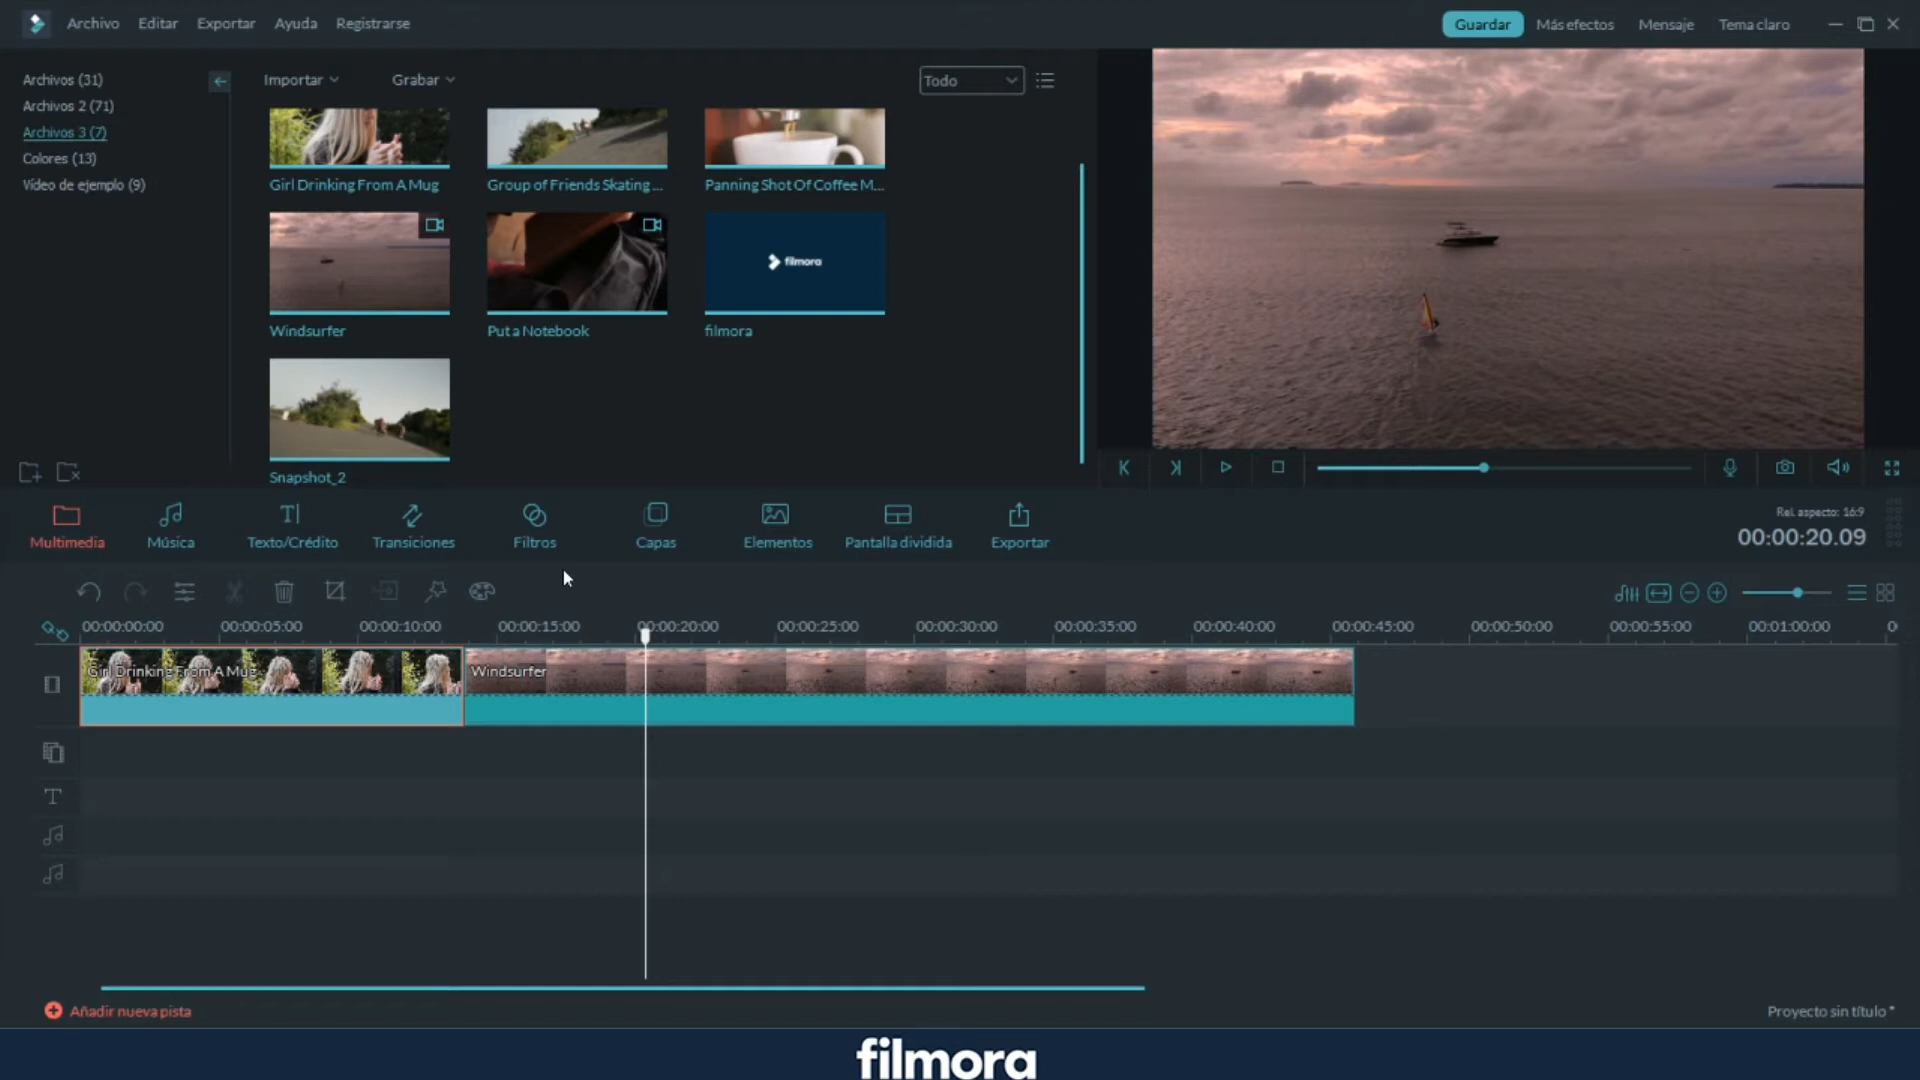 Archivo Editar Exportar Ayuda Registrarse
Guardar Más efectos Mensaje Tema claro
Archivos (31)
Archivos 2 (71)
Archivos 3 (7)
Colores (13)
Vídeo de ejemplo (9)
Importar Grabar Todo
Girl Drinking From A Mug Group of Friends Skating ... Panning Shot Of Coffee M...
filmora
Windsurfer Put a Notebook filmora
Snapshot_2
Multimedia Música Texto/Crédito Transiciones Filtros Capas Elementos Pantalla dividida Exportar
Rel. aspecto: 16:9
00:00:20.09
00:00:00:00 00:00:05:00 00:00:10:00 00:00:15:00 00:00:20:00 00:00:25:00 00:00:30:00 00:00:35:00 00:00:40:00 00:00:45:00 00:00:50:00 00:00:55:00 00:01:00:00
Girl Drinking From A Mug Windsurfer
Añadir nueva pista
Proyecto sin título *
filmora